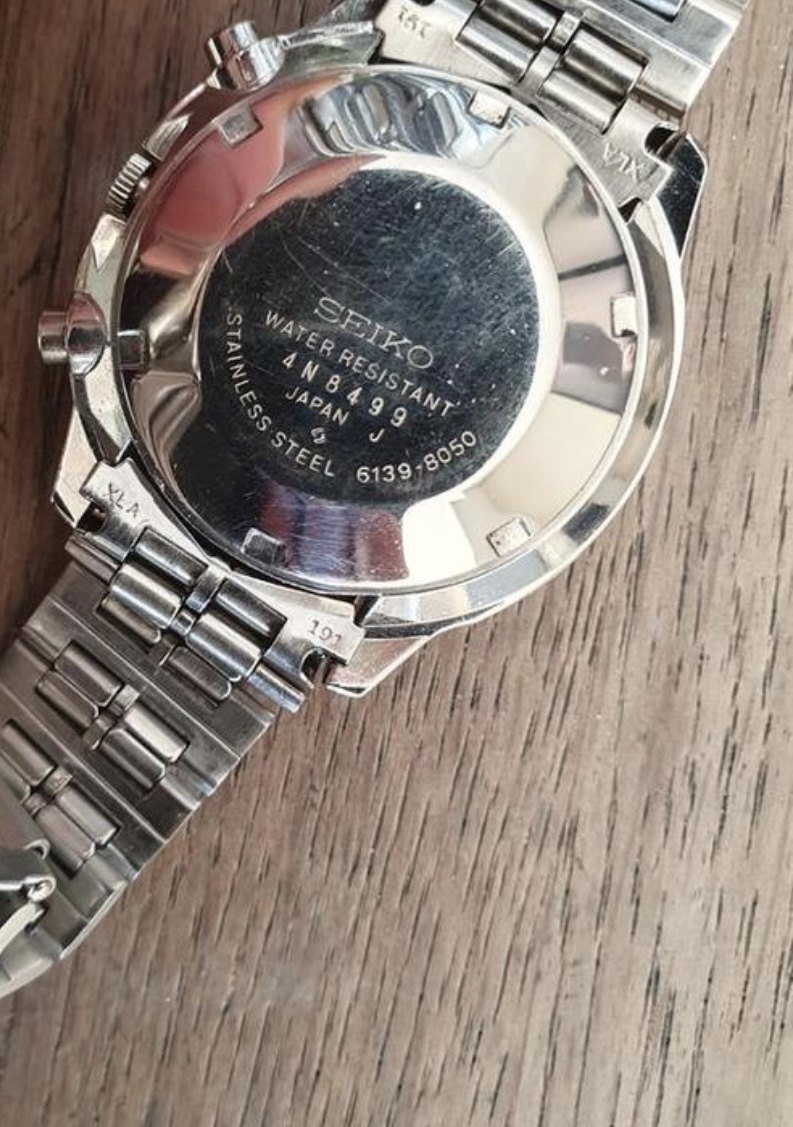 SEIKO
WATER RESISTANT
4N8499
JAPAN J
STAINLESS STEEL 6139-8050
191
XLA
XLA
191